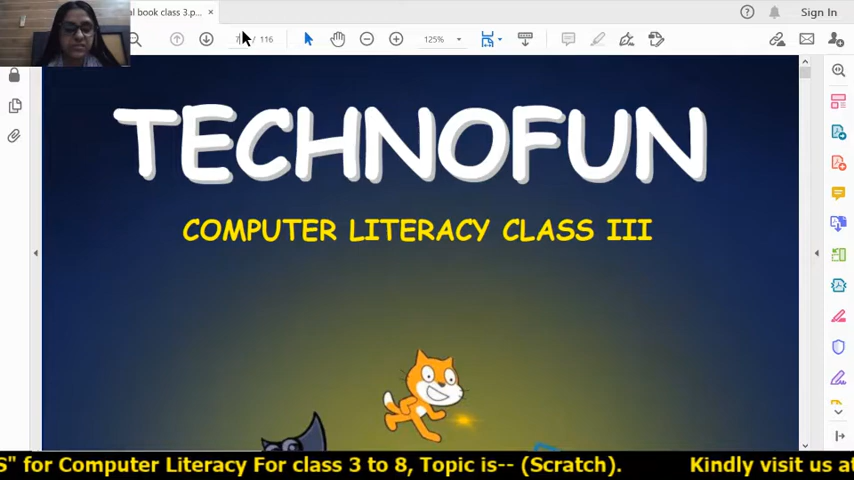 al book class 3.p... ×
Sign In
7 / 116
125%
TECHNOFUN
COMPUTER LITERACY CLASS III
S" for Computer Literacy For class 3 to 8, Topic is-- (Scratch). Kindly visit us at